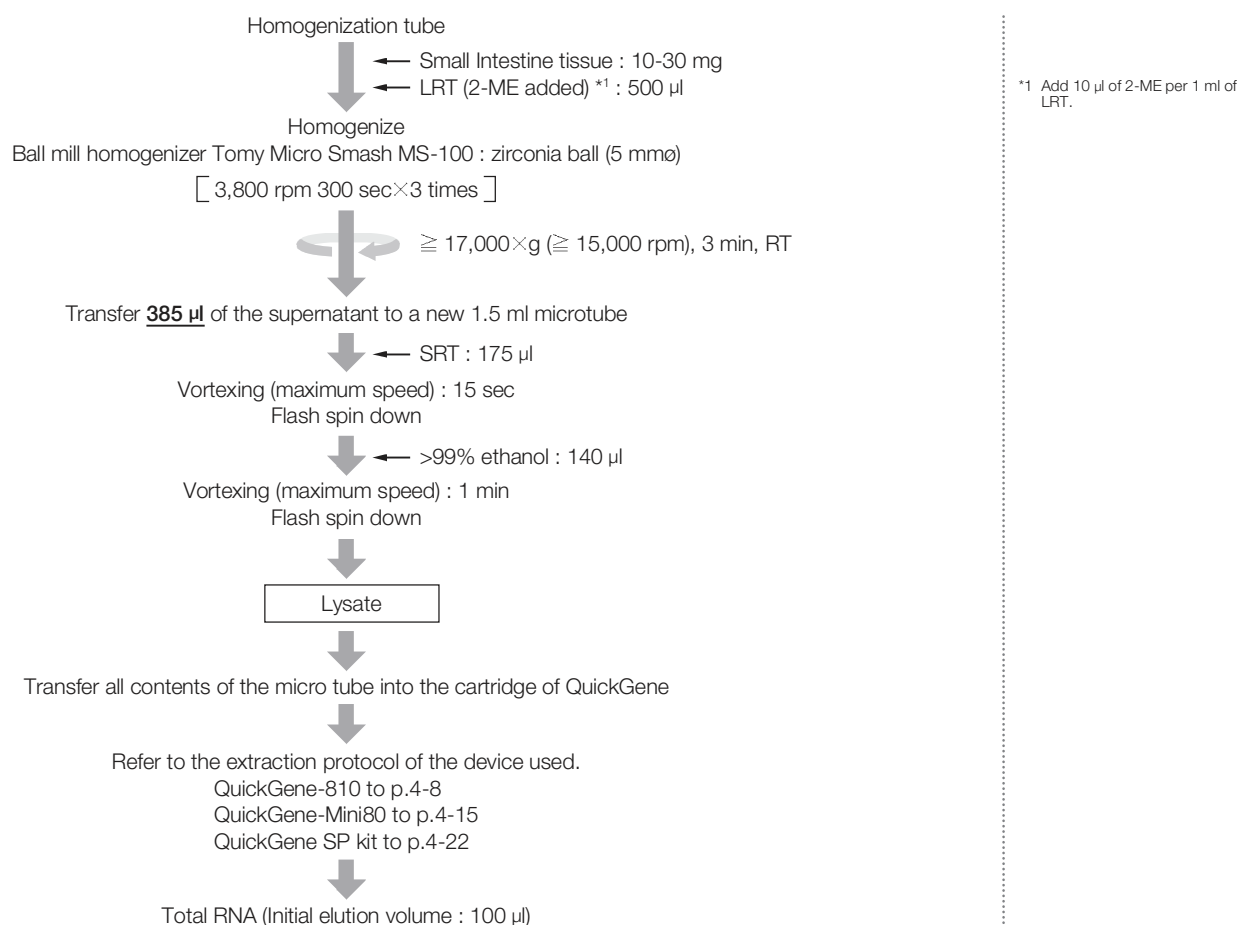 Homogenization tube
Small Intestine tissue : 10-30 mg
LRT (2-ME added) *1 : 500 µl
*1 Add 10 µl of 2-ME per 1 ml of
LRT.
Homogenize
Ball mill homogenizer Tomy Micro Smash MS-100 : zirconia ball (5 mmø)
[ 3,800 rpm 300 sec×3 times ]
≧ 17,000×g (≧ 15,000 rpm), 3 min, RT
Transfer 385 µl of the supernatant to a new 1.5 ml microtube
SRT : 175 µl
Vortexing (maximum speed) : 15 sec
Flash spin down
>99% ethanol : 140 µl
Vortexing (maximum speed) : 1 min
Flash spin down
Lysate
Transfer all contents of the micro tube into the cartridge of QuickGene
Refer to the extraction protocol of the device used.
QuickGene-810 to p.4-8
QuickGene-Mini80 to p.4-15
QuickGene SP kit to p.4-22
Total RNA (Initial elution volume : 100 µl)